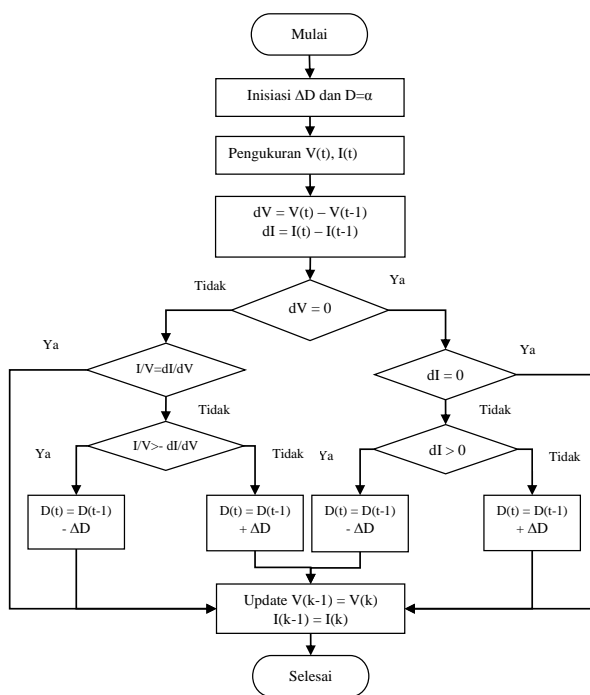 Mulai
Inisiasi ΔD dan D=α
Pengukuran V(t), I(t)
dV = V(t) – V(t-1)
dI = I(t) – I(t-1)
Tidak
Ya
dV = 0
Ya
I/V=dI/dV
dI = 0
Ya
Tidak
Tidak
Ya
I/V>- dI/dV
Tidak
Ya
dI > 0
Tidak
D(t) = D(t-1)
- ΔD
D(t) = D(t-1)
+ ΔD
D(t) = D(t-1)
- ΔD
D(t) = D(t-1)
+ ΔD
Update V(k-1) = V(k)
I(k-1) = I(k)
Selesai